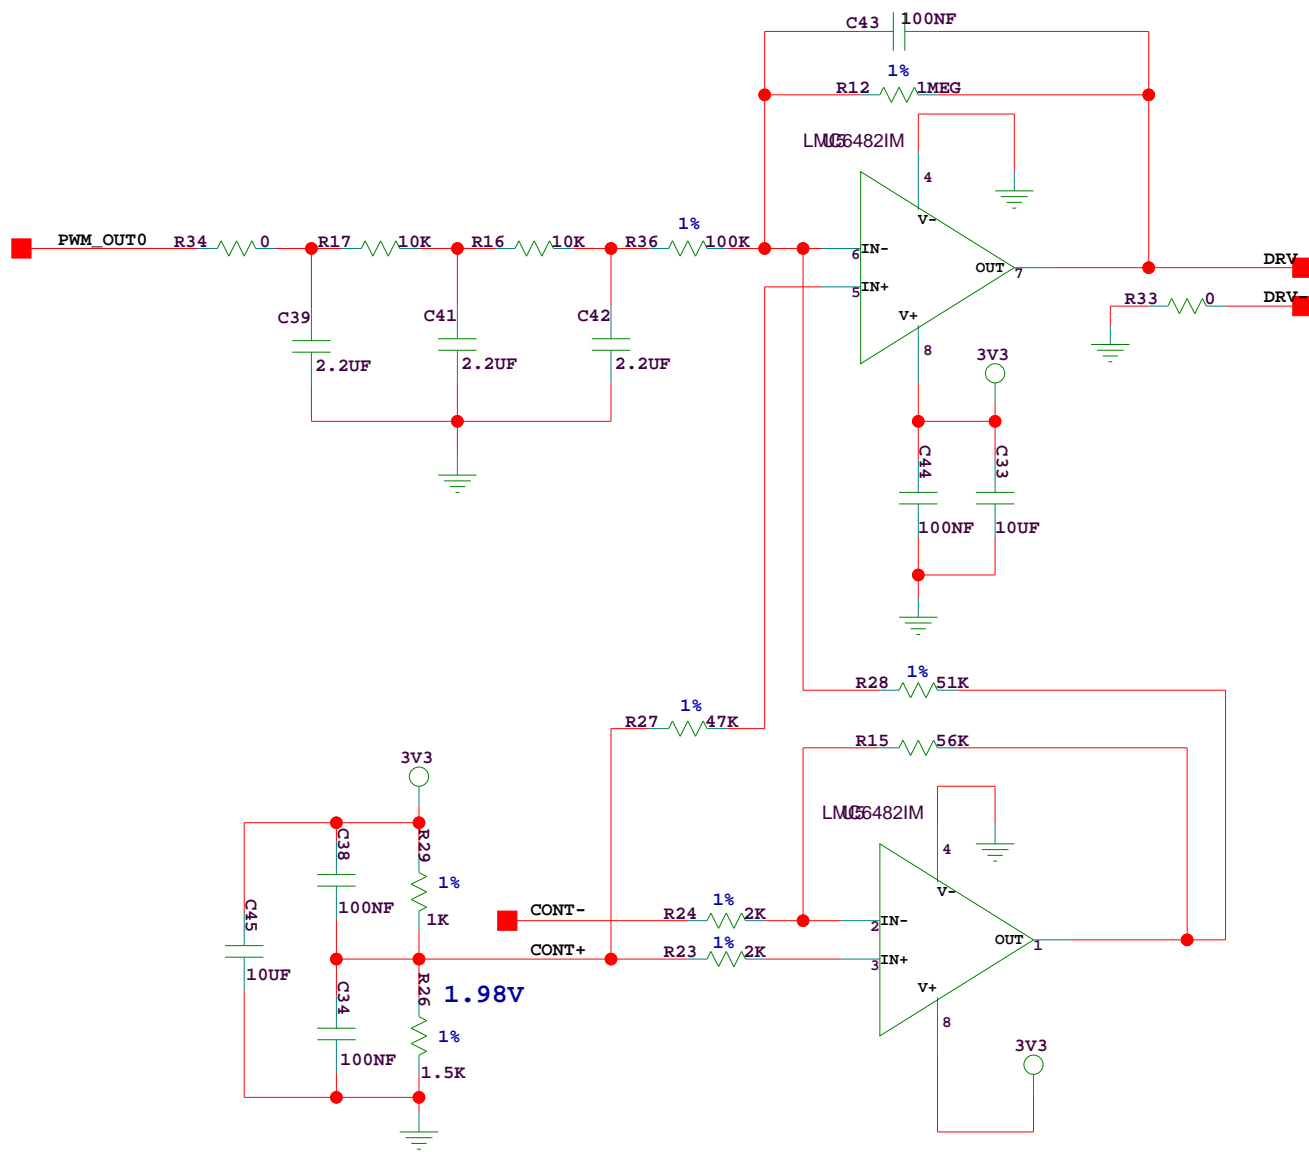 C43 100NF
1%
R12 1MEG
LMC6482IM
4
V-
1%
PWM_OUT0 R34 0 R17 10K R16 10K R36 100K
6 IN-
OUT 7
DRV
5 IN+
R33 0 DRV-
C39 C41 C42
V+
2.2UF 2.2UF 2.2UF
8
3V3
C44 C33
100NF 10UF
1%
R28 51K
1%
R27 47K
R15 56K
3V3
LMC6482IM
C38 R29
4
1%
V-
100NF 1K
C45
CONT- R24 1% 2K
2 IN-
OUT 1
CONT+ R23 1% 2K
3 IN+
10UF
C34 R26 1.98V
V+
1%
8
100NF
1.5K
3V3